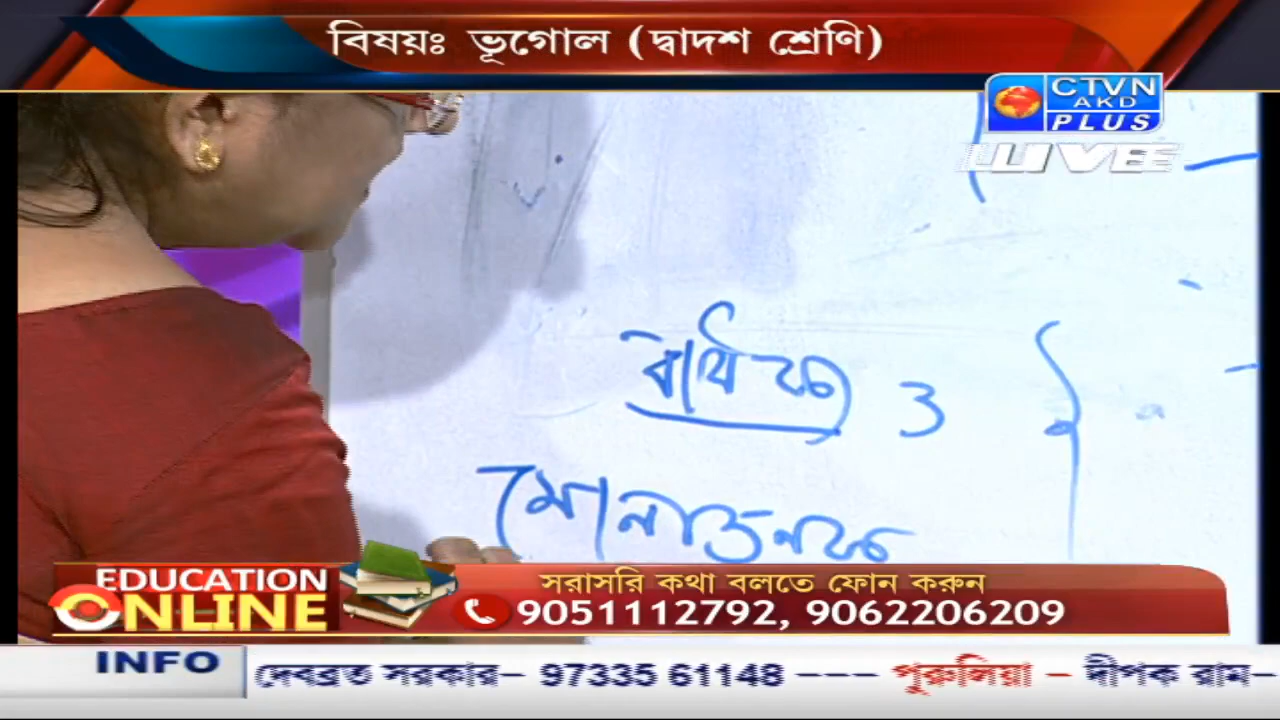 বিষয়ঃ ভূগোল (দ্বাদশ শ্রেণি)
CTVN
AKD
PLUS
LIVE
ও
EDUCATION
ONLINE
সরাসরি কথা বলতে ফোন করুন
9051112792, 9062206209
INFO
দেবব্রত সরকার- 97335 61148 --- পুরুলিয়া - দীপক রাম-